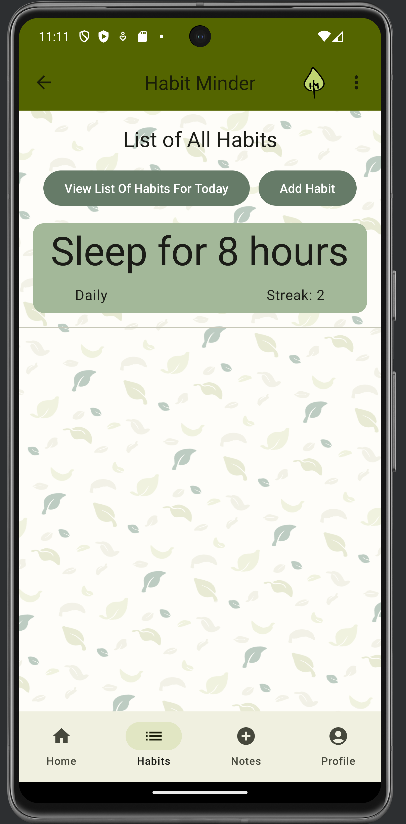 11:11
Habit Minder
List of All Habits
View List Of Habits For Today Add Habit
Sleep for 8 hours
Daily Streak: 2
Home Habits Notes Profile